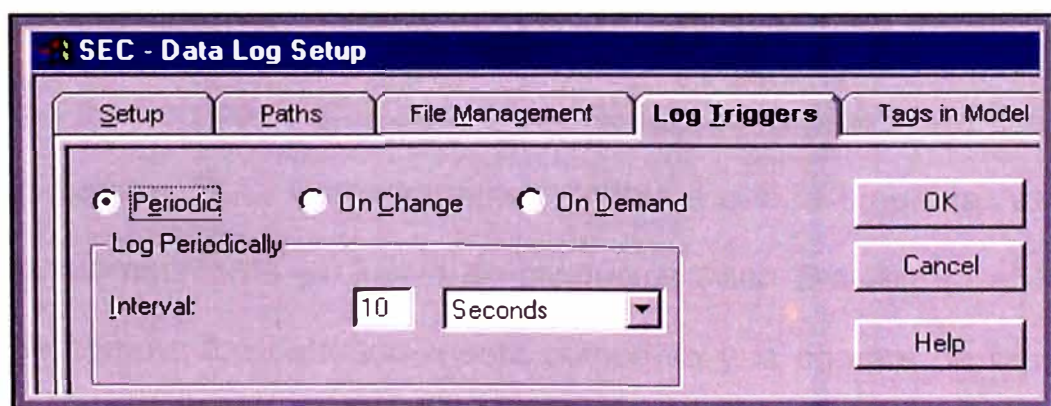 SEC - Data Log Setup
Setup Paths File Management Log Triggers Tags in Model
Periodic On Change On Demand OK
Log Periodically
Cancel
Interval: 10 Seconds
Help